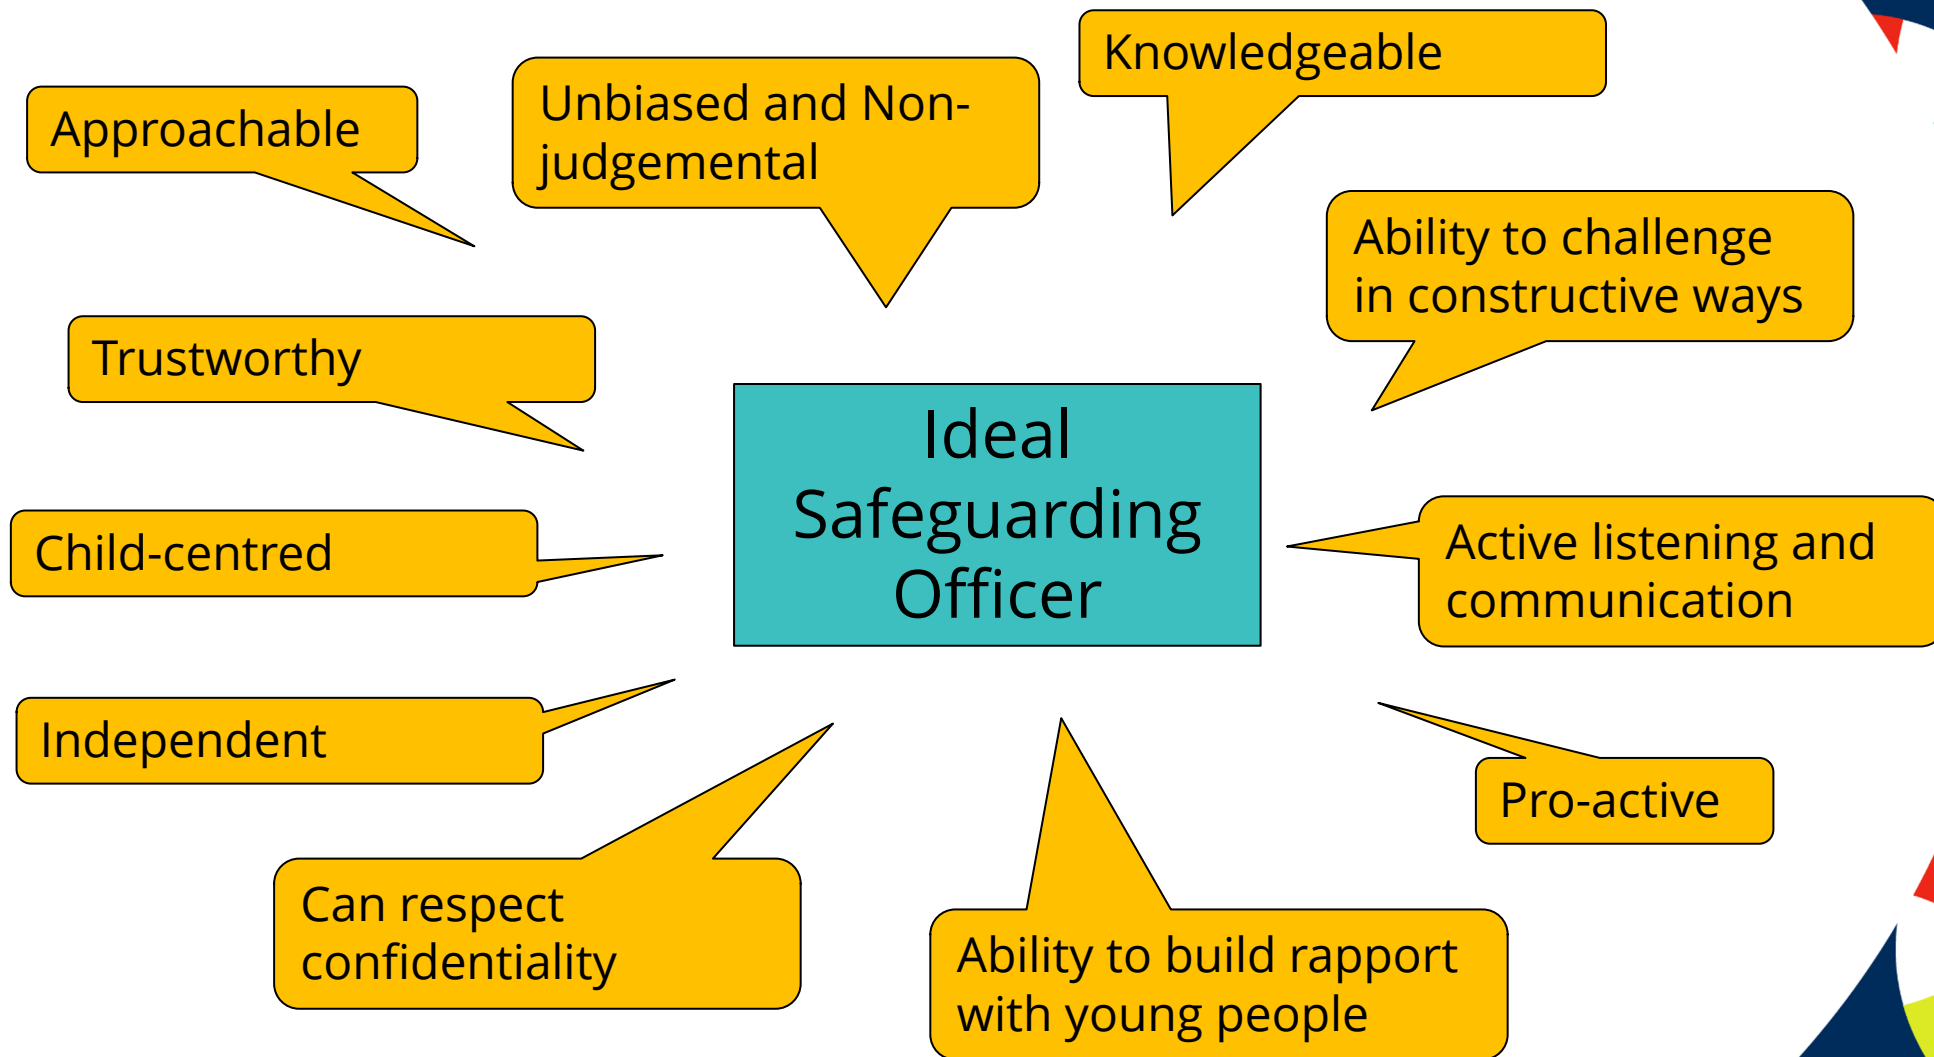 Knowledgeable
Unbiased and Non-
judgemental
Approachable
Ability to challenge
in constructive ways
Trustworthy
Ideal
Safeguarding
Officer
Child-centred
Active listening and
communication
Independent
Pro-active
Can respect
confidentiality
Ability to build rapport
with young people